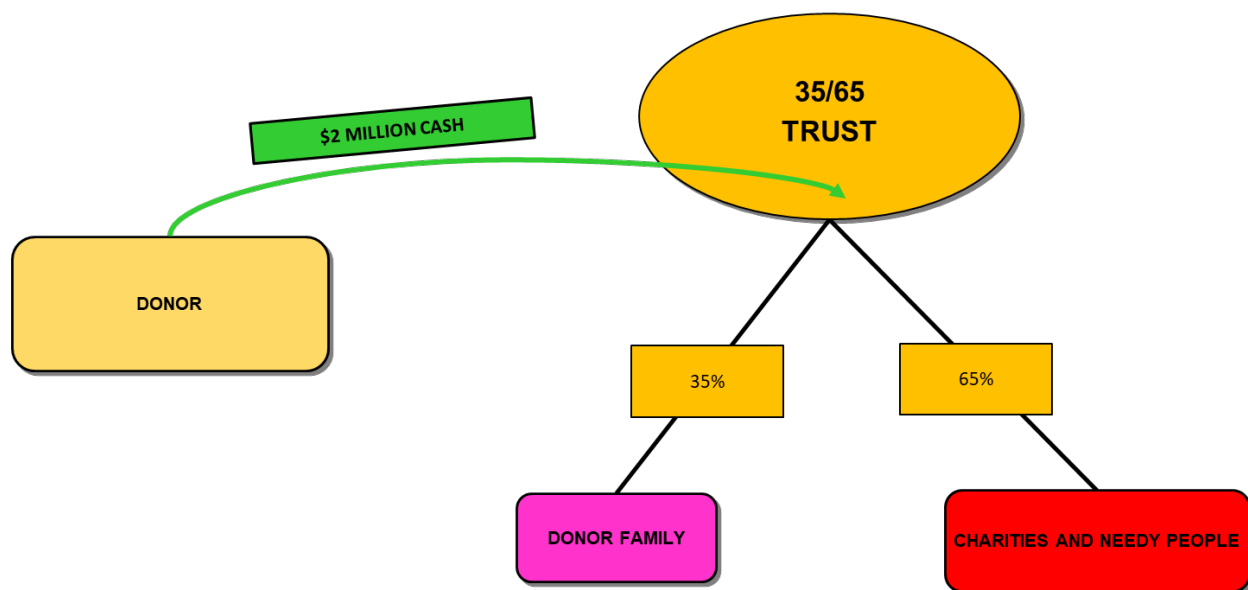 35/65
TRUST
$2 MILLION CASH
DONOR
35%
65%
DONOR FAMILY
CHARITIES AND NEEDY PEOPLE